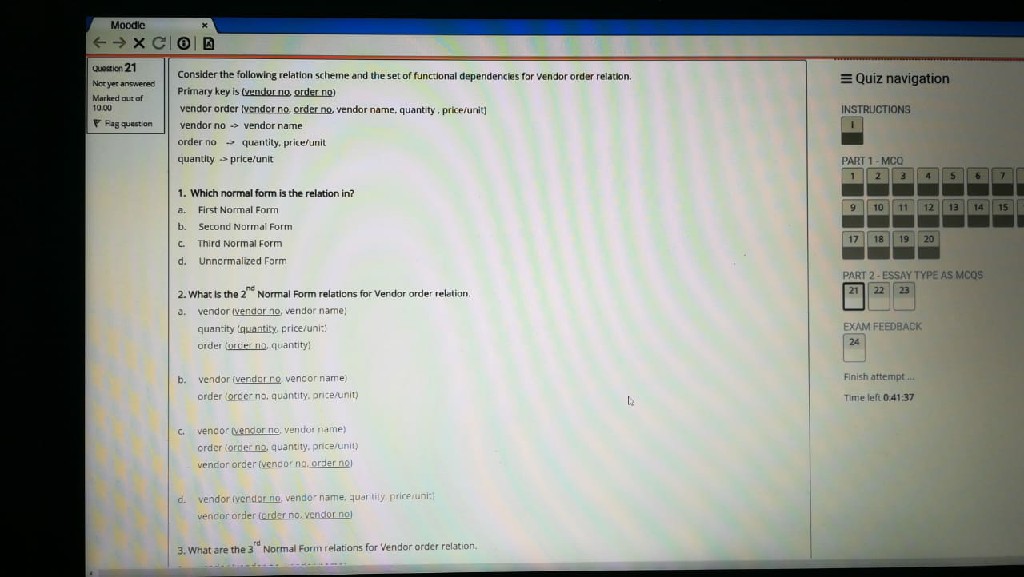 Moodle
Question 21
Not yet answered
Marked out of
10.00
Flag question
Consider the following relation scheme and the set of functional dependencies for Vendor order relation.
Primary key is (vendor no, order no)
vendor order (vendor no, order no, vendor name, quantity , price/unit)
vendor no -> vendor name
order no -> quantity, price/unit
quantity -> price/unit
1. Which normal form is the relation in?
a. First Normal Form
b. Second Normal Form
c. Third Normal Form
d. Unnormalized Form
2. What is the 2nd Normal Form relations for Vendor order relation.
a. vendor (vendor no, vendor name)
quantity (quantity, price/unit)
order (order no, quantity)
b. vendor (vendor no, vendor name)
order (order no, quantity, price/unit)
c. vendor (vendor no, vendor name)
order (order no, quantity, price/unit)
vendor order (vendor no, order no)
d. vendor (vendor no, vendor name, quantity, price/unit)
vendor order (order no, vendor no)
3. What are the 3rd Normal Form relations for Vendor order relation.
Quiz navigation
INSTRUCTIONS
i
PART 1 - MCQ
1 2 3 4 5 6 7
9 10 11 12 13 14 15
17 18 19 20
PART 2 - ESSAY TYPE AS MCQS
21 22 23
EXAM FEEDBACK
24
Finish attempt ...
Time left 0:41:37